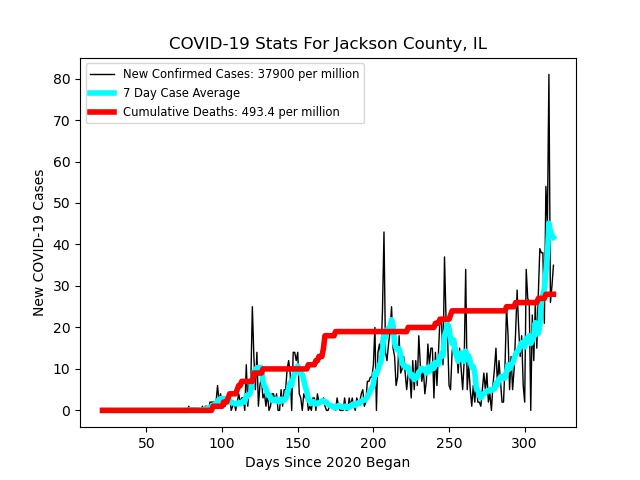 COVID-19 Stats For Jackson County, IL
New Confirmed Cases: 37900 per million
7 Day Case Average
Cumulative Deaths: 493.4 per million
New COVID-19 Cases
80
70
60
50
40
30
20
10
0
50
100
150
200
250
300
Days Since 2020 Began